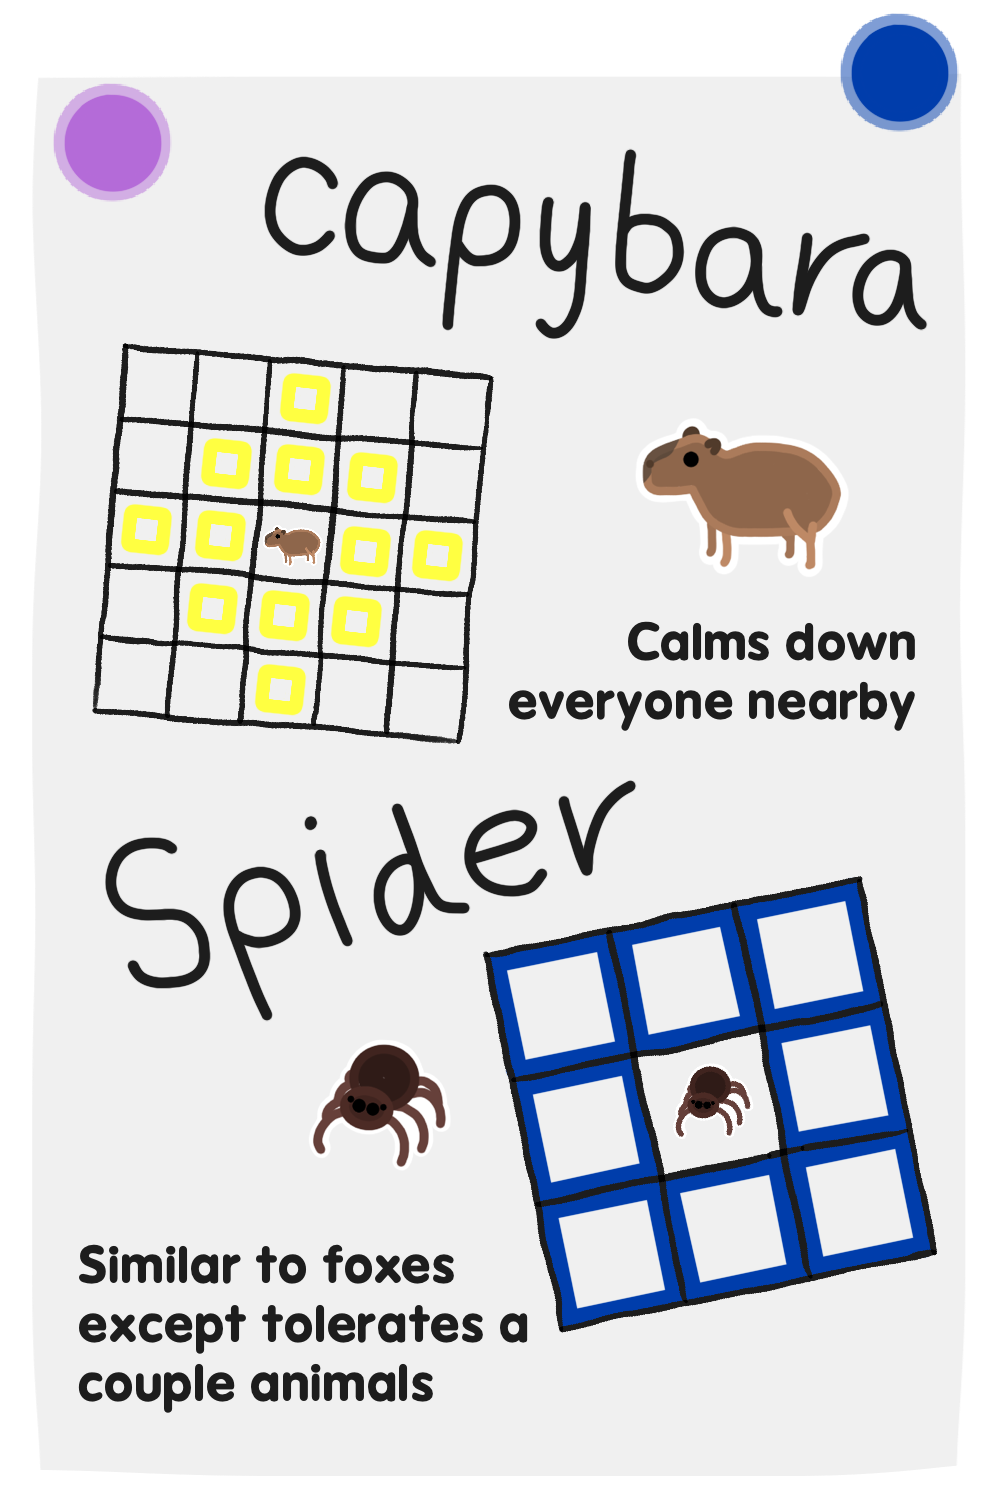 capybara
Calms down
everyone nearby
Spider
Similar to foxes
except tolerates a
couple animals